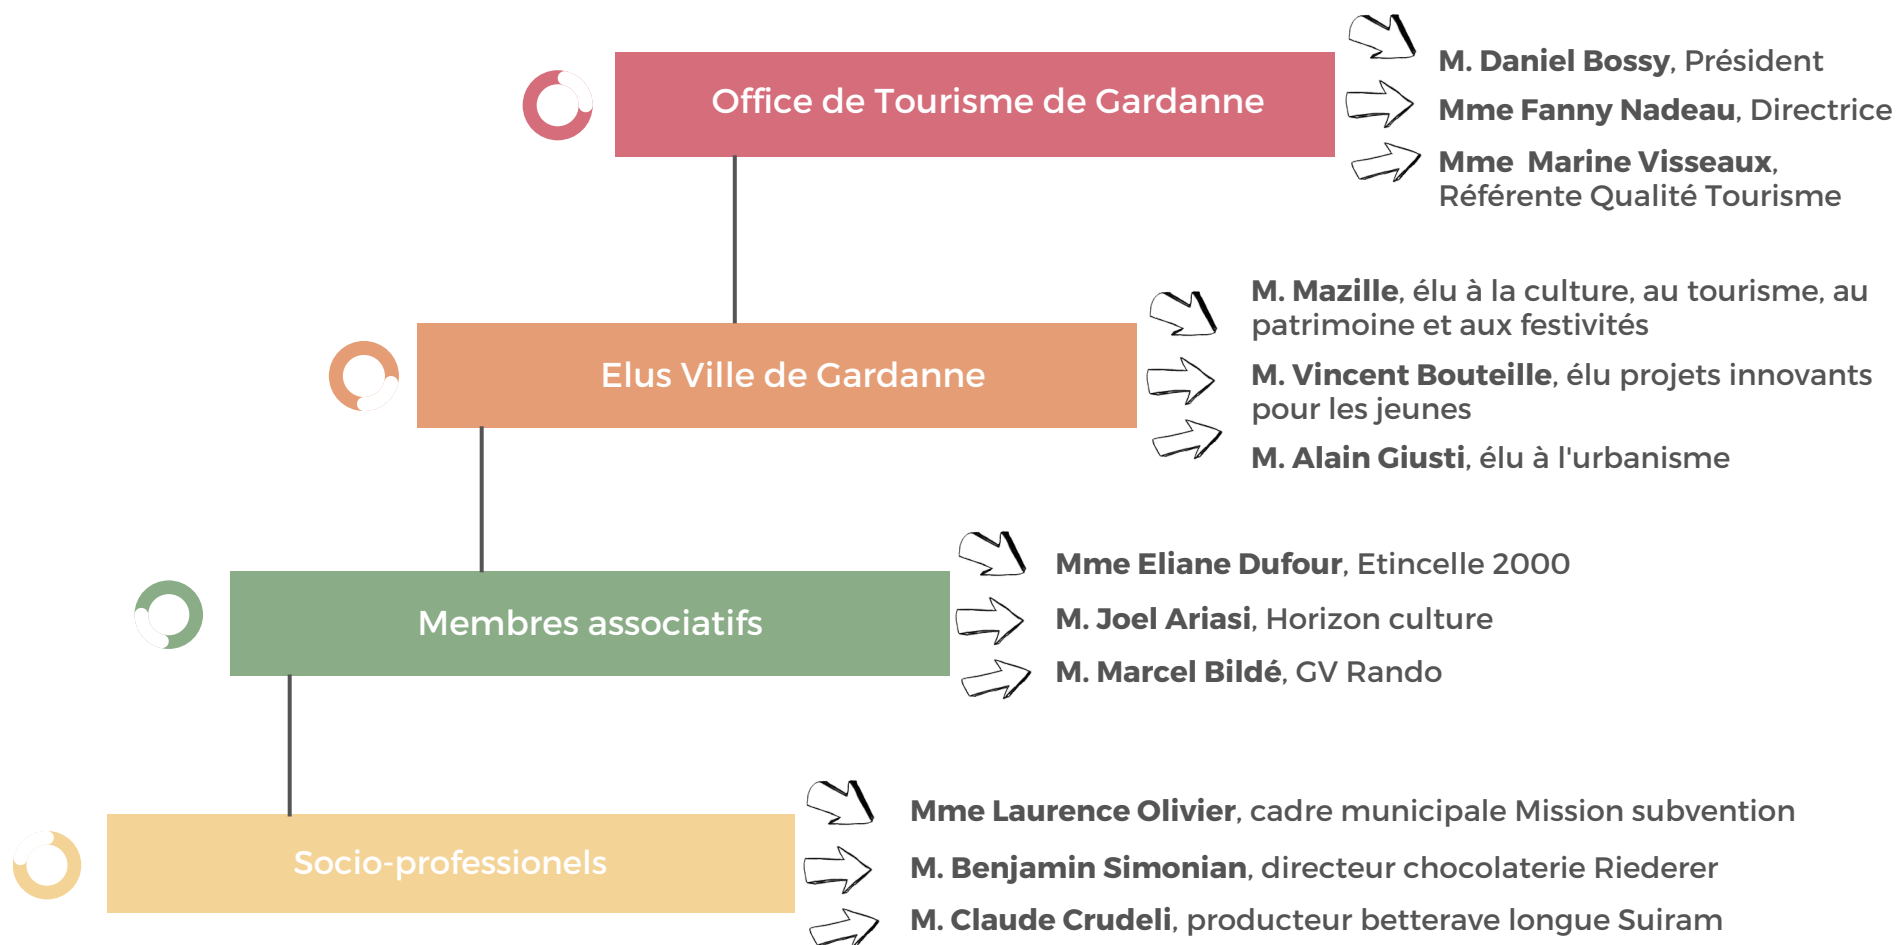 Office de Tourisme de Gardanne
M. Daniel Bossy, Président
Mme Fanny Nadeau, Directrice
Mme Marine Visseaux,
Référente Qualité Tourisme
Elus Ville de Gardanne
M. Mazille, élu à la culture, au tourisme, au
patrimoine et aux festivités
M. Vincent Bouteille, élu projets innovants
pour les jeunes
M. Alain Giusti, élu à l'urbanisme
Membres associatifs
Mme Eliane Dufour, Etincelle 2000
M. Joel Ariasi, Horizon culture
M. Marcel Bildé, GV Rando
Socio-professionels
Mme Laurence Olivier, cadre municipale Mission subvention
M. Benjamin Simonian, directeur chocolaterie Riederer
M. Claude Crudeli, producteur betterave longue Suiram